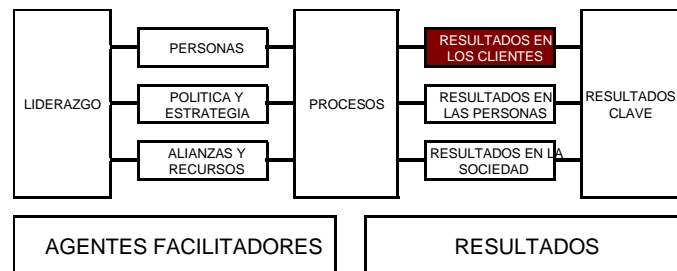 LIDERAZGO
PERSONAS
POLITICA Y
ESTRATEGIA
ALIANZAS Y
RECURSOS
PROCESOS
RESULTADOS EN
LOS CLIENTES
RESULTADOS EN
LAS PERSONAS
RESULTADOS EN LA
SOCIEDAD
RESULTADOS
CLAVE
AGENTES FACILITADORES
RESULTADOS